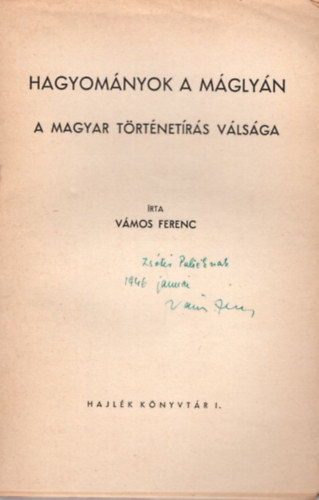 HAGYOMÁNYOK A MÁGLYÁN
A MAGYAR TÖRTÉNETÍRÁS VÁLSÁGA
ÍRTA
VÁMOS FERENC
1946 január
HAJLÉK KÖNYVTÁR I.